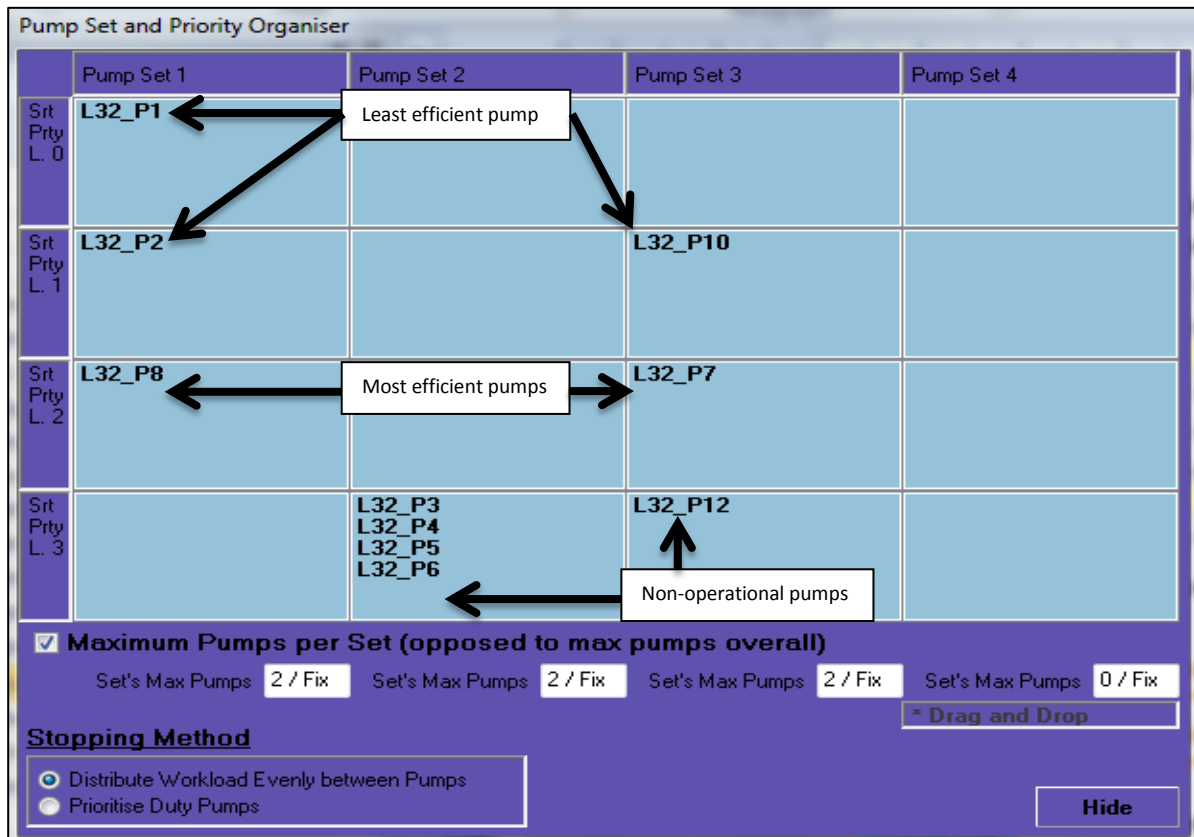 Pump Set and Priority Organiser
Pump Set 1 Pump Set 2 Pump Set 3 Pump Set 4
Srt
Prty
L. 0
L32_P1
Least efficient pump
Srt
Prty
L. 1
L32_P2
L32_P10
Srt
Prty
L. 2
L32_P8
Most efficient pumps
L32_P7
Srt
Prty
L. 3
L32_P3
L32_P4
L32_P5
L32_P6
L32_P12
Non-operational pumps
Maximum Pumps per Set (opposed to max pumps overall)
Set's Max Pumps 2 / Fix Set's Max Pumps 2 / Fix Set's Max Pumps 2 / Fix Set's Max Pumps 0 / Fix
* Drag and Drop
Stopping Method
Distribute Workload Evenly between Pumps
Prioritise Duty Pumps
Hide